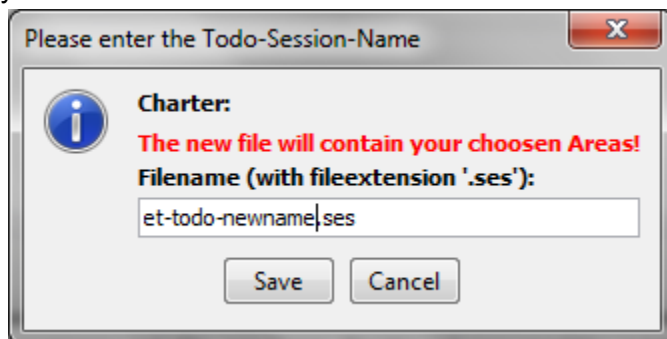 Please enter the Todo-Session-Name
Charter:
The new file will contain your choosen Areas!
Filename (with fileextension '.ses'):
et-todo-newname.ses
Save Cancel